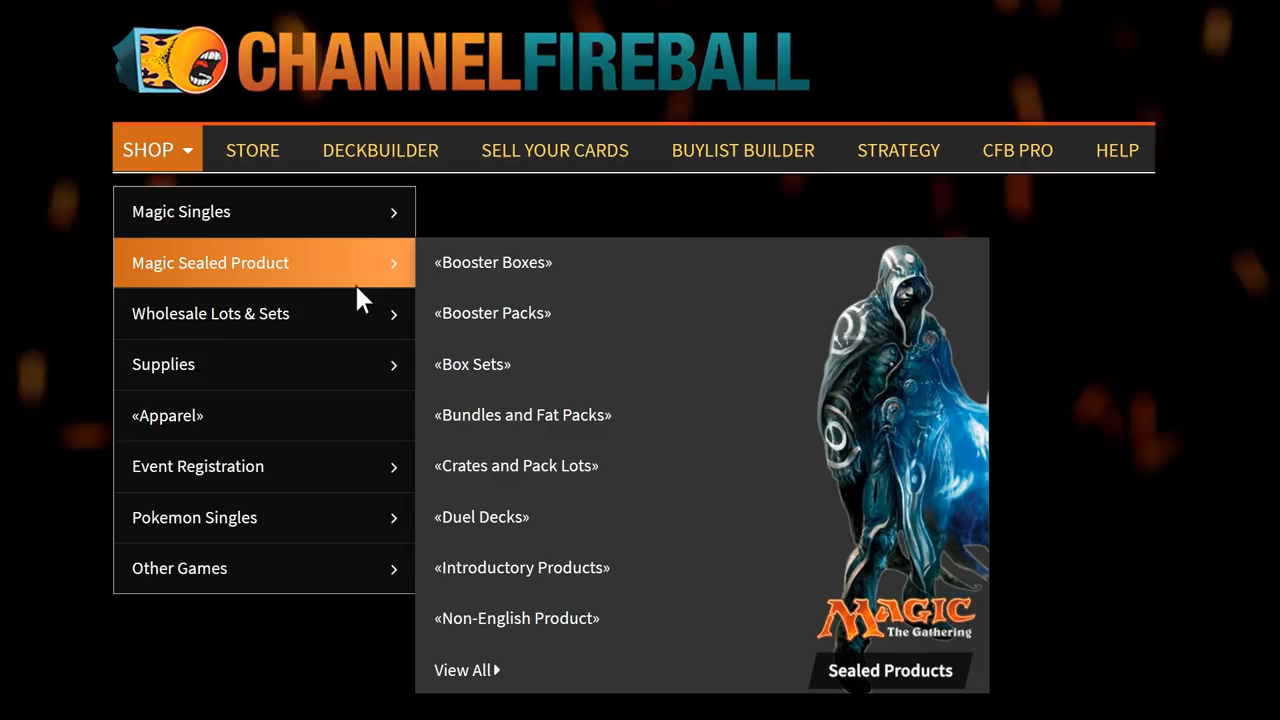 CHANNELFIREBALL
SHOP STORE DECKBUILDER SELL YOUR CARDS BUYLIST BUILDER STRATEGY CFB PRO HELP
Magic Singles
Magic Sealed Product
Wholesale Lots & Sets
Supplies
«Apparel»
Event Registration
Pokemon Singles
Other Games
«Booster Boxes»
«Booster Packs»
«Box Sets»
«Bundles and Fat Packs»
«Crates and Pack Lots»
«Duel Decks»
«Introductory Products»
«Non-English Product»
View All
MAGIC
The Gathering
Sealed Products